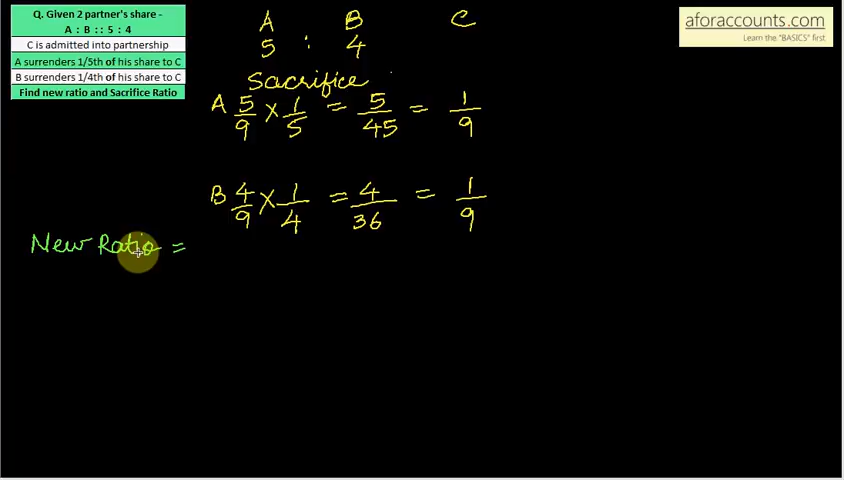 Q. Given 2 partner's share -
A : B :: 5 : 4
C is admitted into partnership
A surrenders 1/5th of his share to C
B surrenders 1/4th of his share to C
Find new ratio and Sacrifice Ratio
aforaccounts.com
Learn the "BASICS" first
A B C
5 : 4
Sacrifice
A 5/9 × 1/5 = 5/45 = 1/9
B 4/9 × 1/4 = 4/36 = 1/9
New Ratio =